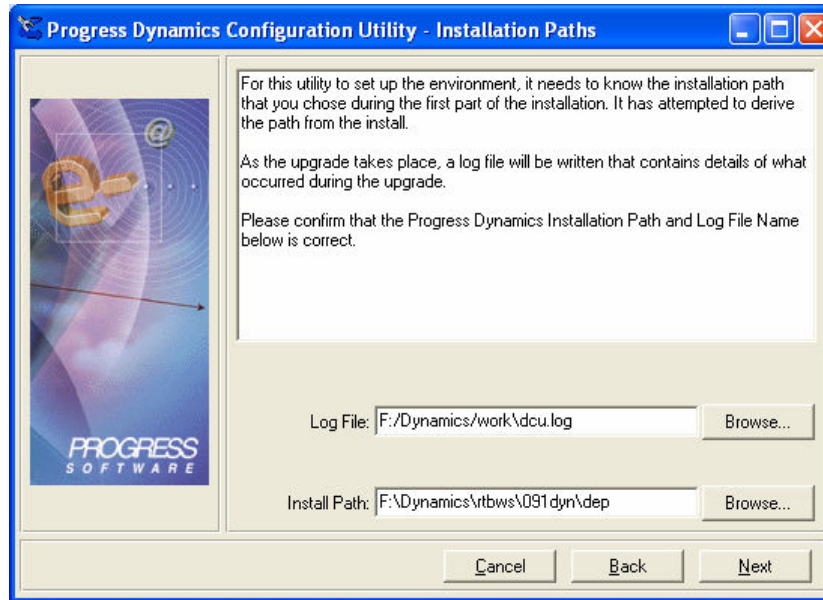 Progress Dynamics Configuration Utility - Installation Paths
For this utility to set up the environment, it needs to know the installation path
that you chose during the first part of the installation. It has attempted to derive
the path from the install.
As the upgrade takes place, a log file will be written that contains details of what
occurred during the upgrade.
Please confirm that the Progress Dynamics Installation Path and Log File Name
below is correct.
@
e-
PROGRESS
SOFTWARE
Log File: F:/Dynamics/work\dcu.log Browse...
Install Path: F:\Dynamics\rtbws\091dyn\dep Browse...
Cancel Back Next